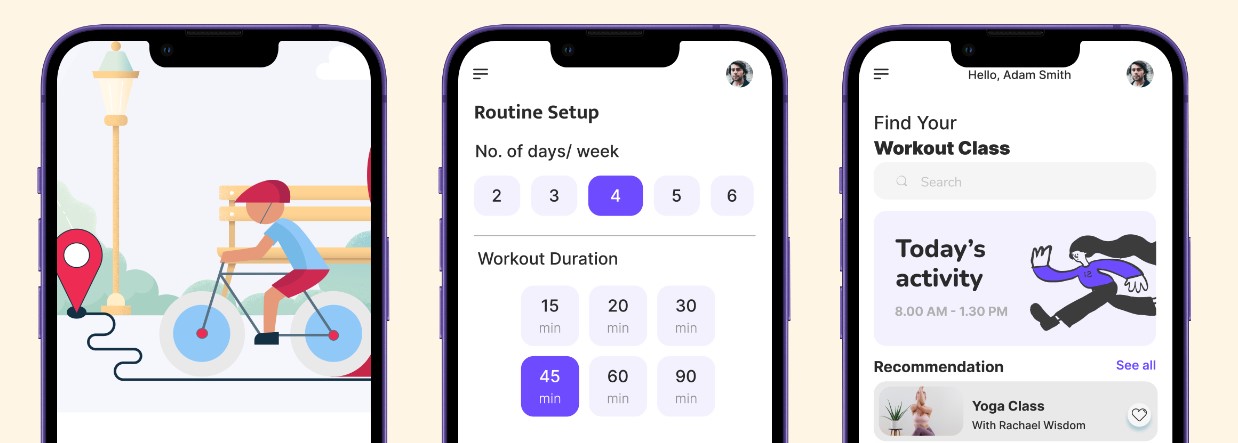 Routine Setup
No. of days/ week
2 3 4 5 6
Workout Duration
15 20 30
min min min
45 60 90
min min min
Hello, Adam Smith
Find Your
Workout Class
Search
Today's
activity
8.00 AM - 1.30 PM
Recommendation See all
Yoga Class
With Rachael Wisdom